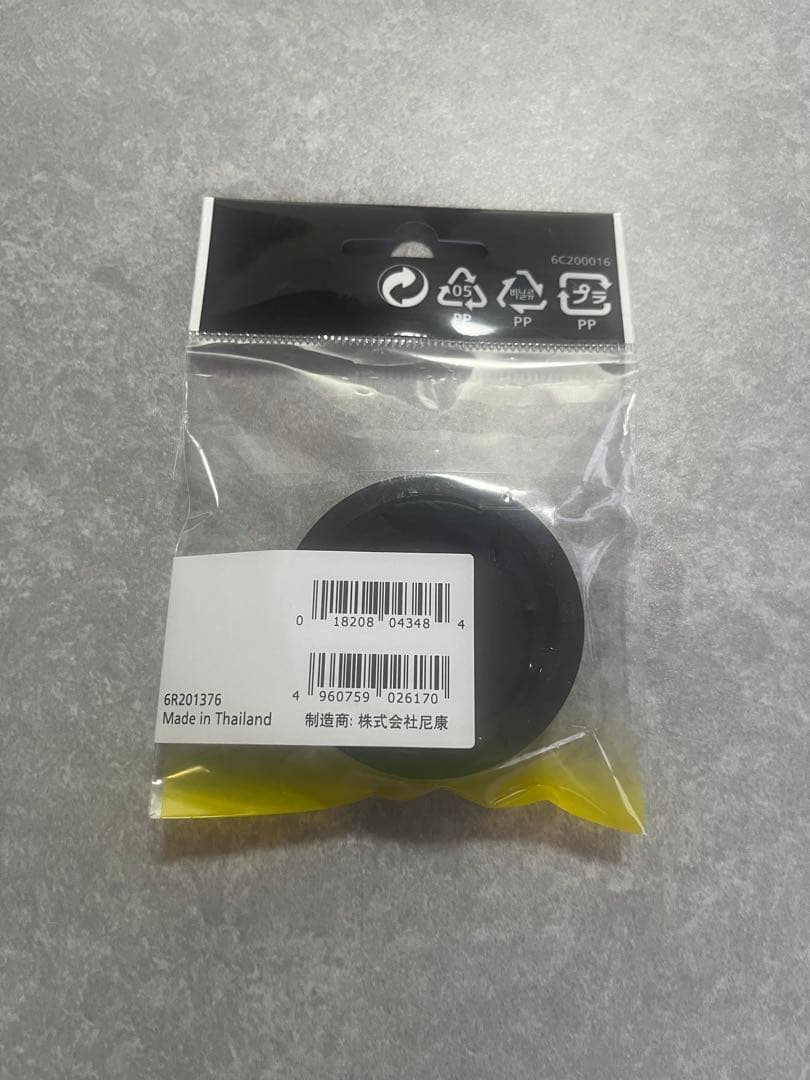 6C200016
05
PP
비닐류
PP
プラ
PP
0 18208 04348 4
4 960759 026170
6R201376
Made in Thailand
制造商: 株式会社尼康